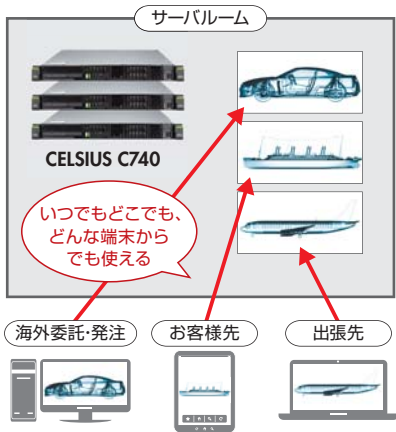 サーバルーム
CELSIUS C740
いつでもどこでも、
どんな端末から
でも使える
海外委託・発注
お客様先
出張先